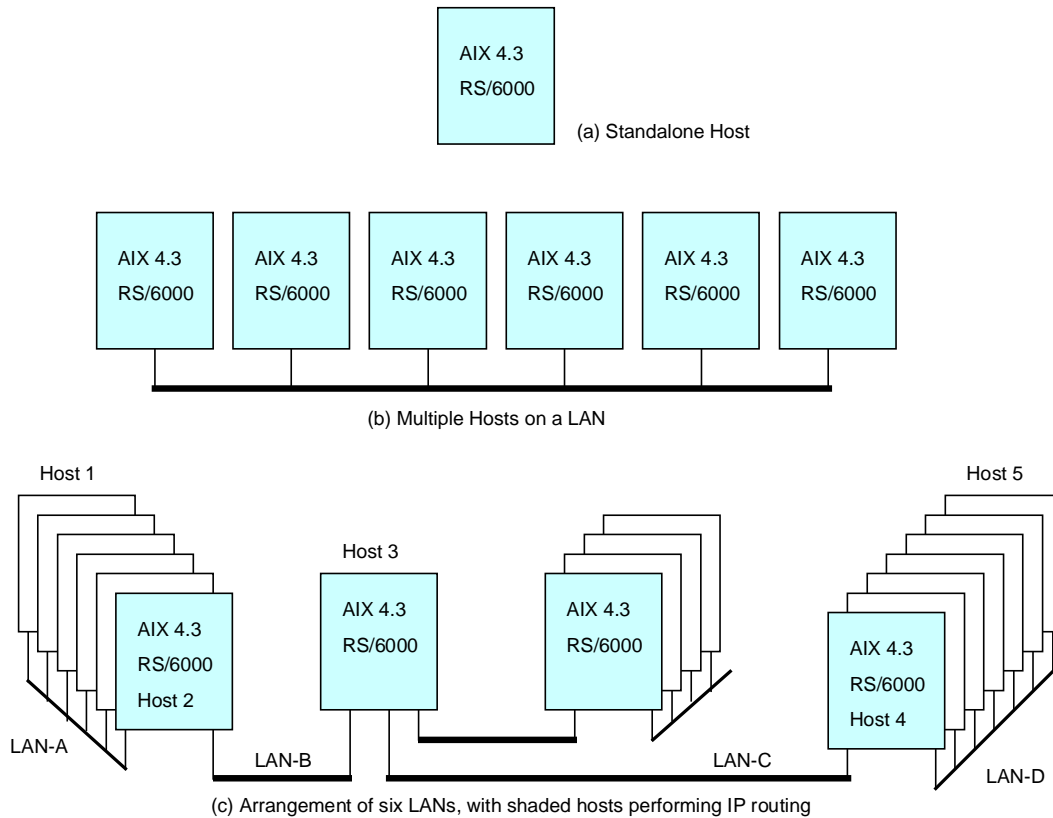 AIX 4.3
RS/6000
(a) Standalone Host
AIX 4.3
RS/6000
AIX 4.3
RS/6000
AIX 4.3
RS/6000
AIX 4.3
RS/6000
AIX 4.3
RS/6000
AIX 4.3
RS/6000
(b) Multiple Hosts on a LAN
Host 1
Host 5
Host 3
AIX 4.3
RS/6000
Host 2
AIX 4.3
RS/6000
AIX 4.3
RS/6000
AIX 4.3
RS/6000
Host 4
LAN-A
LAN-B
LAN-C
LAN-D
(c) Arrangement of six LANs, with shaded hosts performing IP routing